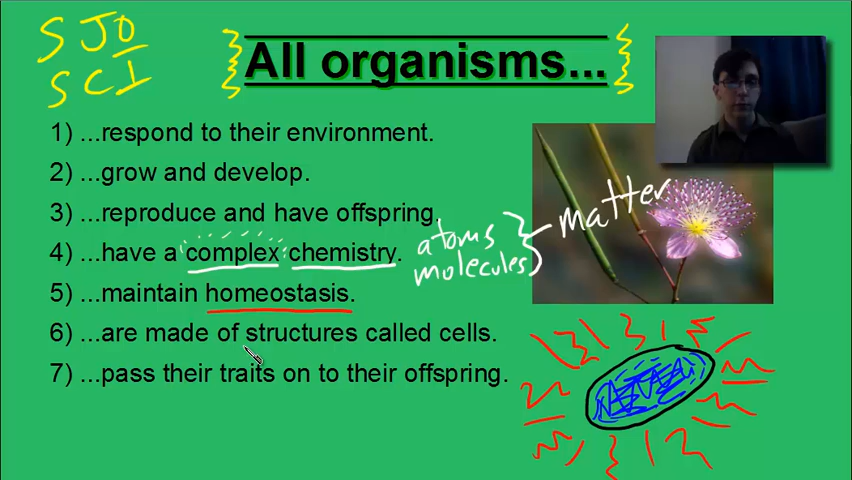 SJO
SCI
All organisms...
1) ...respond to their environment.
2) ...grow and develop.
3) ...reproduce and have offspring.
4) ...have a complex chemistry.
atoms
molecules
matter
5) ...maintain homeostasis.
6) ...are made of structures called cells.
7) ...pass their traits on to their offspring.